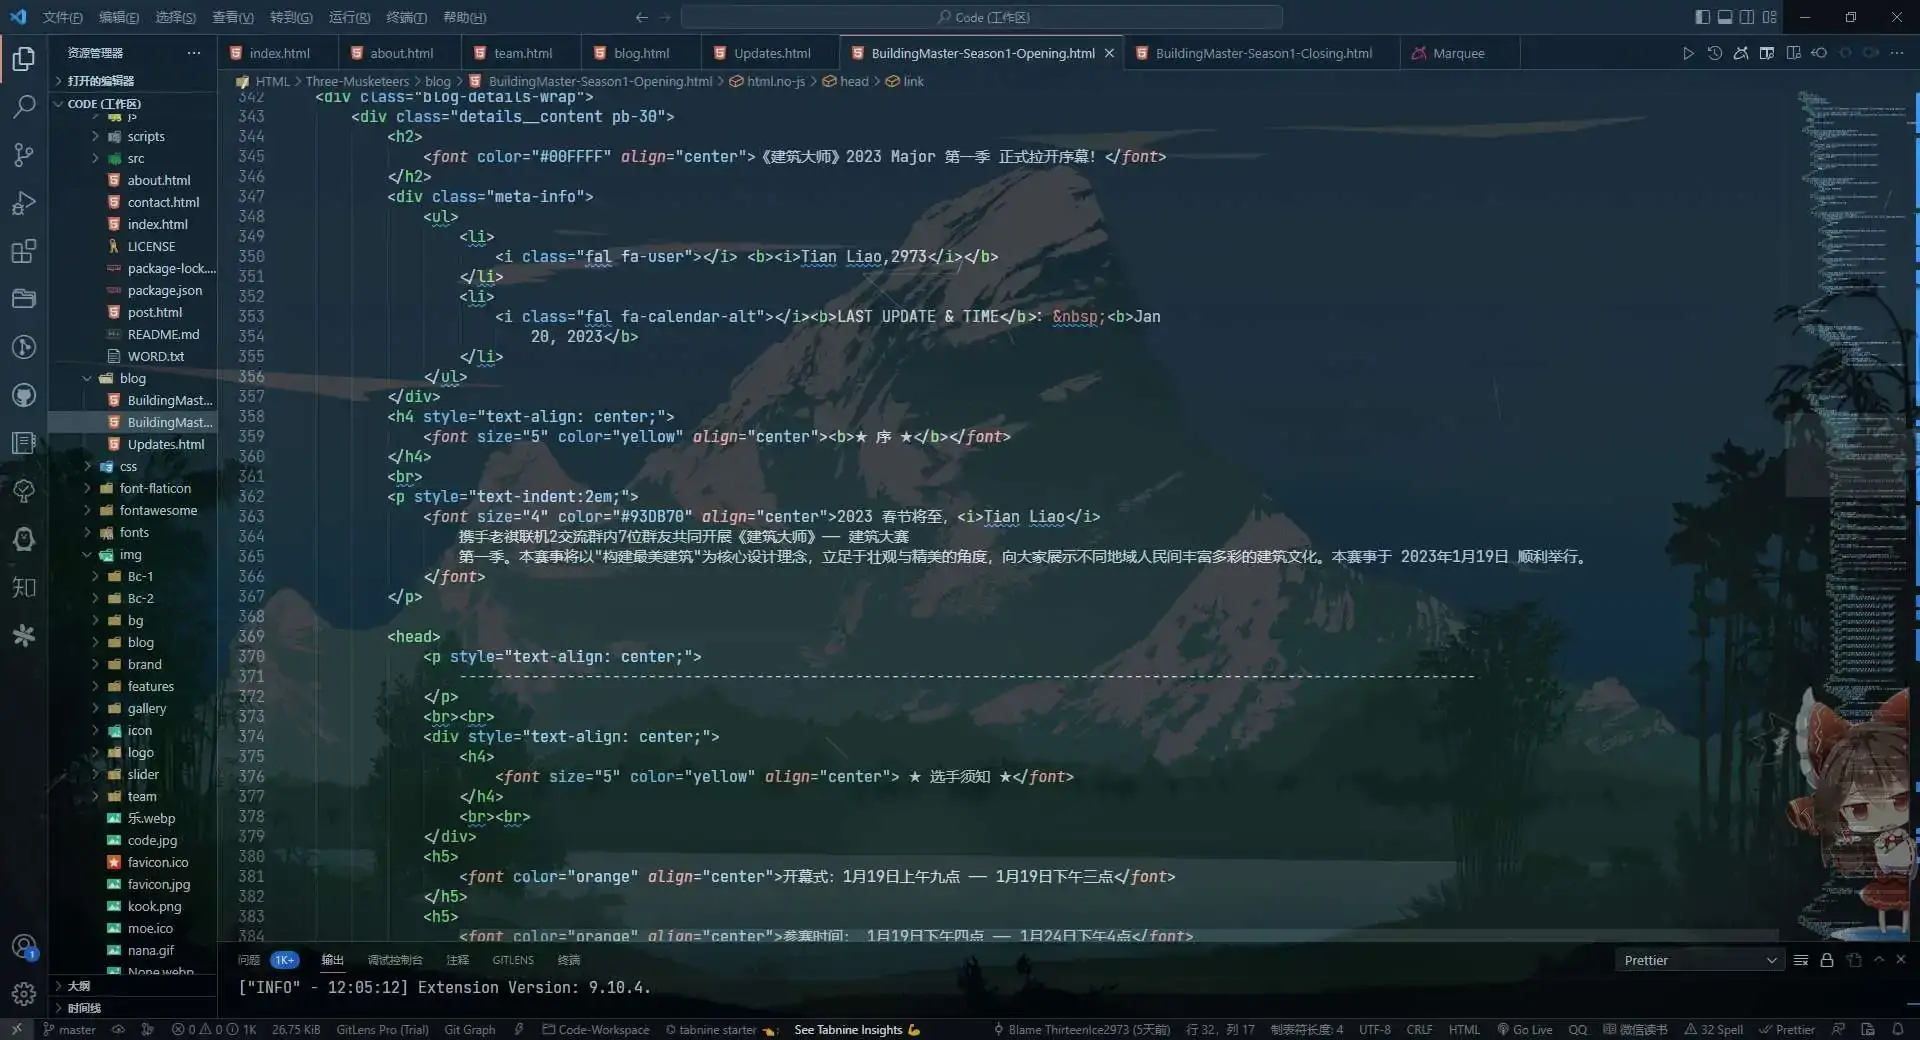 文件(F) 编辑(E) 选择(S) 查看(V) 转到(G) 运行(R) 终端(T) 帮助(H)
Code (工作区)
资源管理器
index.html about.html team.html blog.html Updates.html BuildingMaster-Season1-Opening.html BuildingMaster-Season1-Closing.html Marquee
打开的编辑器
HTML > Three-Musketeers > blog > BuildingMaster-Season1-Opening.html > html.no-js > head > link
CODE (工作区)
js
scripts
src
about.html
contact.html
index.html
LICENSE
package-lock....
package.json
post.html
README.md
WORD.txt
blog
BuildingMast...
BuildingMast...
Updates.html
css
font-flaticon
fontawesome
fonts
img
Bc-1
Bc-2
bg
blog
brand
features
gallery
icon
logo
slider
team
乐.webp
code.jpg
favicon.ico
favicon.jpg
kook.png
moe.ico
nana.gif
None.webp
大纲
时间线
知
342 <div class="blog-details-wrap">
343 <div class="details__content pb-30">
344 <h2>
345 <font color="#00FFFF" align="center">《建筑大师》2023 Major 第一季 正式拉开序幕! </font>
346 </h2>
347 <div class="meta-info">
348 <ul>
349 <li>
350 <i class="fal fa-user"></i> <b><i>Tian Liao,2973</i></b>
351 </li>
352 <li>
353 <i class="fal fa-calendar-alt"></i><b>LAST UPDATE & TIME</b>: &nbsp;<b>Jan
354 20, 2023</b>
355 </li>
356 </ul>
357 </div>
358 <h4 style="text-align: center;">
359 <font size="5" color="yellow" align="center"><b>★ 序 ★</b></font>
360 </h4>
361 <br>
362 <p style="text-indent:2em;">
363 <font size="4" color="#93DB70" align="center">2023 春节将至, <i>Tian Liao</i>
364 携手老祺联机2交流群内7位群友共同开展《建筑大师》—— 建筑大赛
365 第一季。本赛事将以"构建最美建筑"为核心设计理念, 立足于壮观与精美的角度, 向大家展示不同地域人民间丰富多彩的建筑文化。本赛事于 2023年1月19日 顺利举行。
366 </font>
367 </p>
368
369 <head>
370 <p style="text-align: center;">
371 -----------------------------------------------------------------------------------------------------------------
372 </p>
373 <br><br>
374 <div style="text-align: center;">
375 <h4>
376 <font size="5" color="yellow" align="center"> ★ 选手须知 ★</font>
377 </h4>
378 <br><br>
379 </div>
380 <h5>
381 <font color="orange" align="center">开幕式: 1月19日上午九点 —— 1月19日下午三点</font>
382 </h5>
383 <h5>
384 <font color="orange" align="center">参赛时间: 1月19日下午四点 —— 1月24日下午4点</font>
问题 1K+ 输出 调试控制台 注释 GITLENS 终端
Prettier
["INFO" - 12:05:12] Extension Version: 9.10.4.
1
master 0 0 1K 26.75 KiB GitLens Pro (Trial) Git Graph Code-Workspace tabnine starter See Tabnine Insights Blame ThirteenIce2973 (5天前) 行 32, 列 17 制表符长度: 4 UTF-8 CRLF HTML Go Live QQ 微信读书 32 Spell Prettier